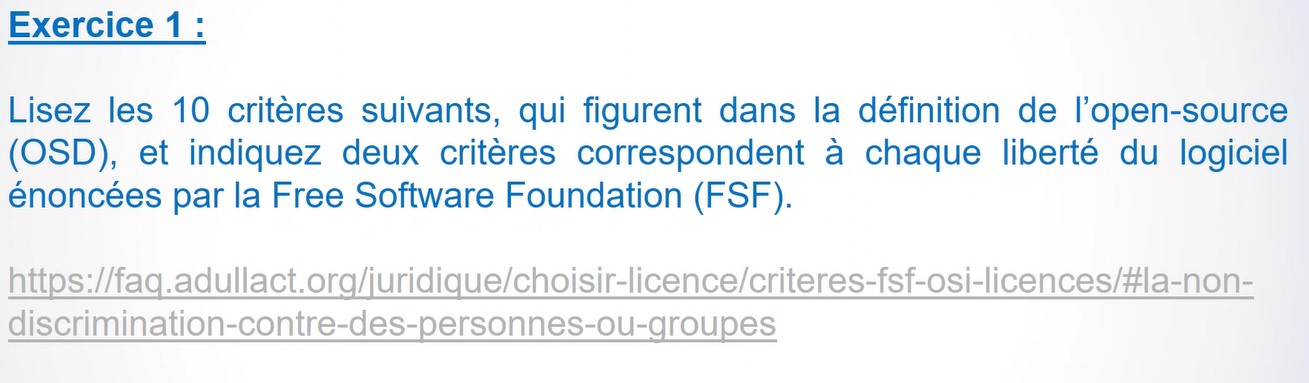 Exercice 1 :
Lisez les 10 critères suivants, qui figurent dans la définition de l’open-source
(OSD), et indiquez deux critères correspondent à chaque liberté du logiciel
énoncées par la Free Software Foundation (FSF).
https://faq.adullact.org/juridique/choisir-licence/criteres-fsf-osi-licences/#la-non-
discrimination-contre-des-personnes-ou-groupes